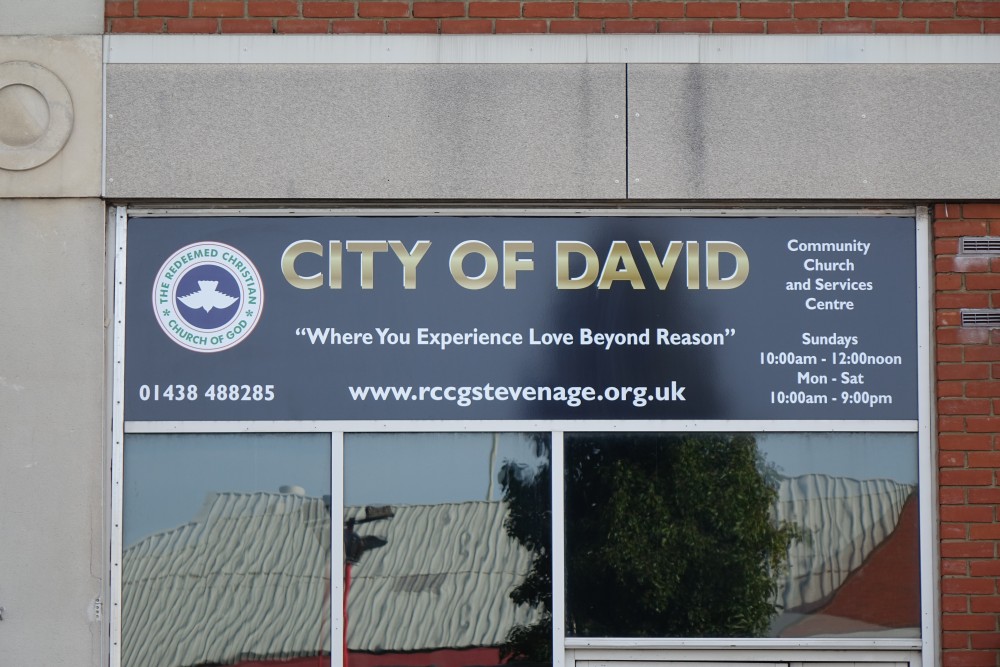 THE REDEEMED CHRISTIAN
CHURCH OF GOD
CITY OF DAVID
“Where You Experience Love Beyond Reason”
01438 488285
www.rccgstevenage.org.uk
Community
Church
and Services
Centre
Sundays
10:00am - 12:00noon
Mon - Sat
10:00am - 9:00pm